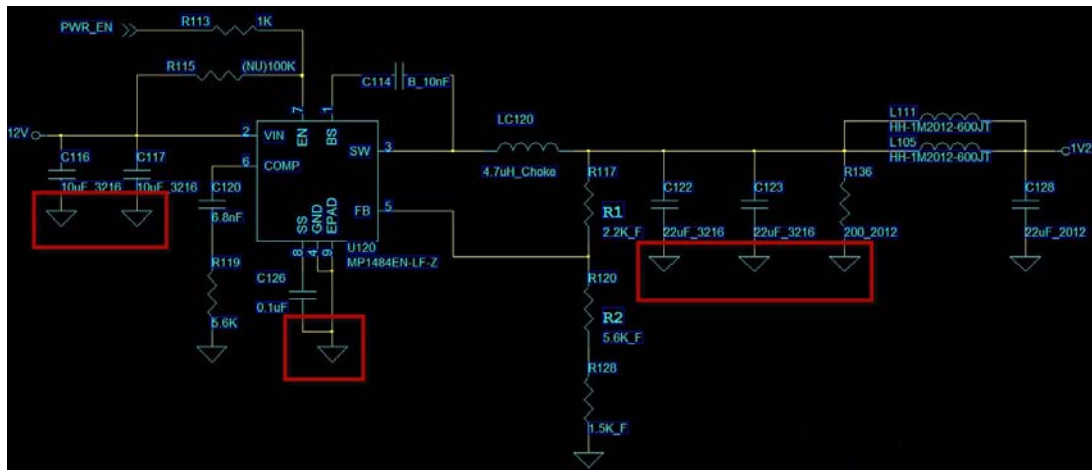 PWR_EN
R113
1K
R115
(NU)100K
C114
B_10nF
7
1
12V
2
VIN
EN
BS
SW
3
LC120
4.7uH_Choke
L111
HH-1M2012-600JT
L105
HH-1M2012-600JT
1V2
6
COMP
C116
10uF_3216
C117
10uF_3216
C120
6.8nF
FB
5
SS
GND
EPAD
8
4
9
U120
MP1484EN-LF-Z
R117
R1
2.2K_F
C122
22uF_3216
C123
22uF_3216
R136
200_2012
C128
22uF_2012
R119
5.6K
C126
0.1uF
R120
R2
5.6K_F
R128
1.5K_F